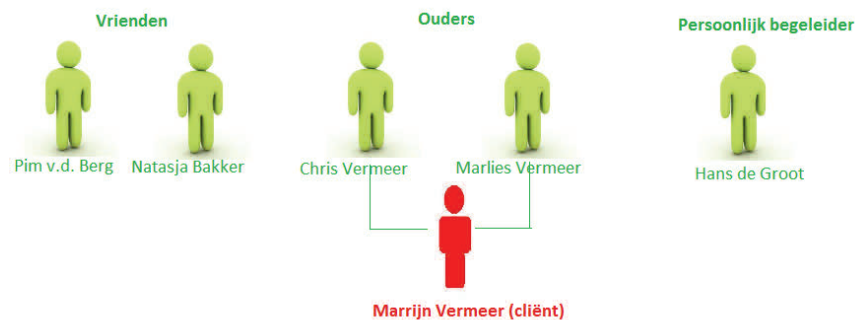 Vrienden
Ouders
Persoonlijk begeleider
Pim v.d. Berg
Natasja Bakker
Chris Vermeer
Marlies Vermeer
Hans de Groot
Marrijn Vermeer (cliënt)